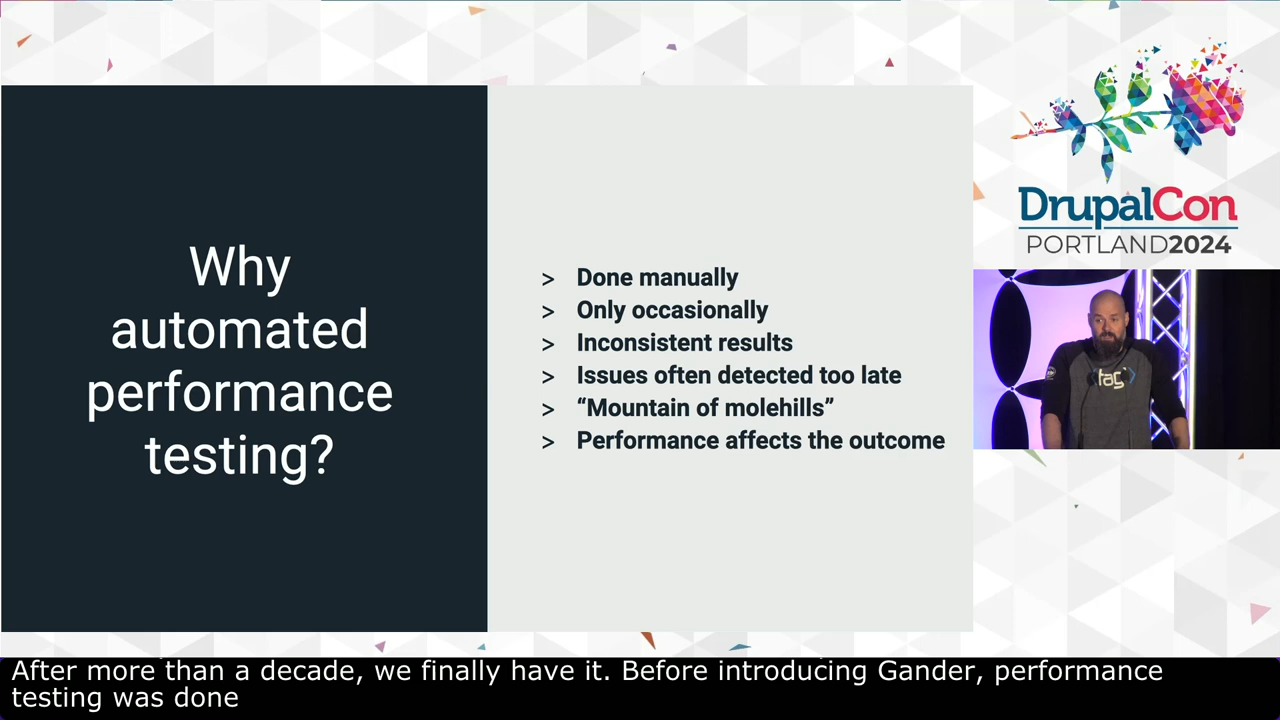 Why
automated
performance
testing?
> Done manually
> Only occasionally
> Inconsistent results
> Issues often detected too late
> “Mountain of molehills”
> Performance affects the outcome
DrupalCon
PORTLAND2024
tag
After more than a decade, we finally have it. Before introducing Gander, performance
testing was done